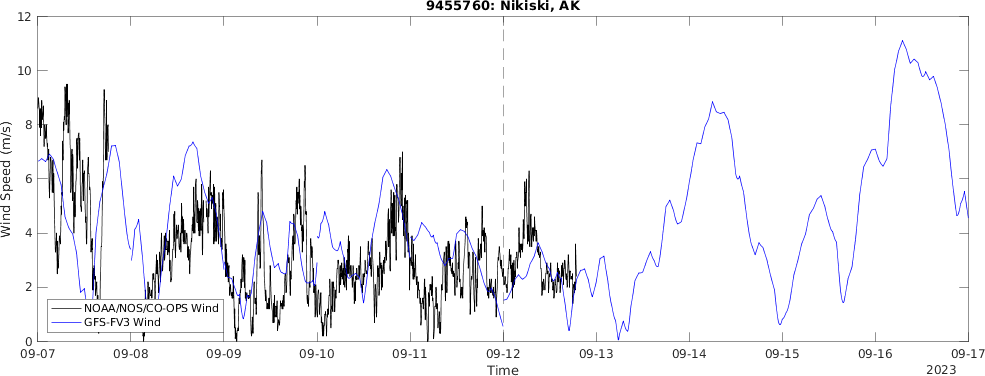 9455760: Nikiski, AK
Wind Speed (m/s)
12
10
8
6
4
2
0
NOAA/NOS/CO-OPS Wind
GFS-FV3 Wind
09-07 09-08 09-09 09-10 09-11 09-12 09-13 09-14 09-15 09-16 09-17
Time
2023